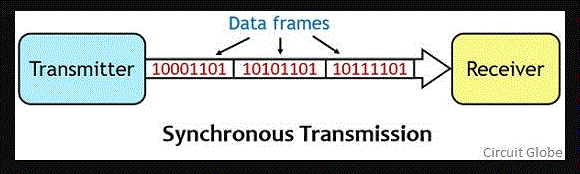 Data frames
Transmitter 10001101 10101101 10111101 Receiver
Synchronous Transmission
Circuit Globe